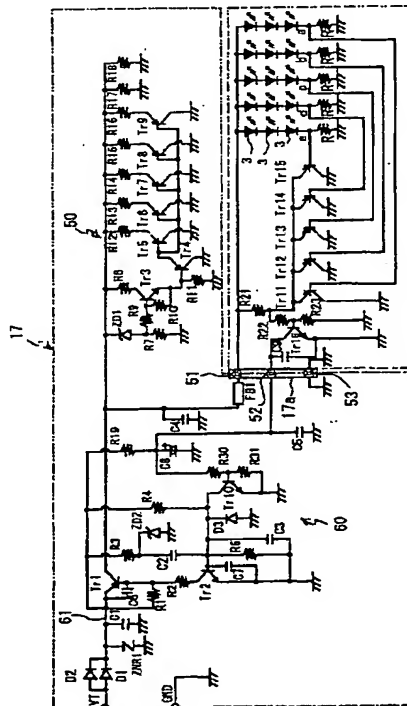 17
50
R12
R13
R14
R15
R16
R17
R18
Tr5
Tr6
Tr7
Tr8
Tr9
Tr4
Tr3
R8
R9
R10
R11
R7
ZD1
3
3
3
a
d
c
b
a
Tr15
Tr14
Tr13
Tr12
Tr11
R21
R22
R23
51
52
53
FB1
17a
C4
R19
C8
C5
R30
R31
Tr10
D3
R4
ZD2
R3
C2
R6
C3
C7
Tr1
R1
R2
Tr2
60
61
C1
ZNR1
D2
D1
GND